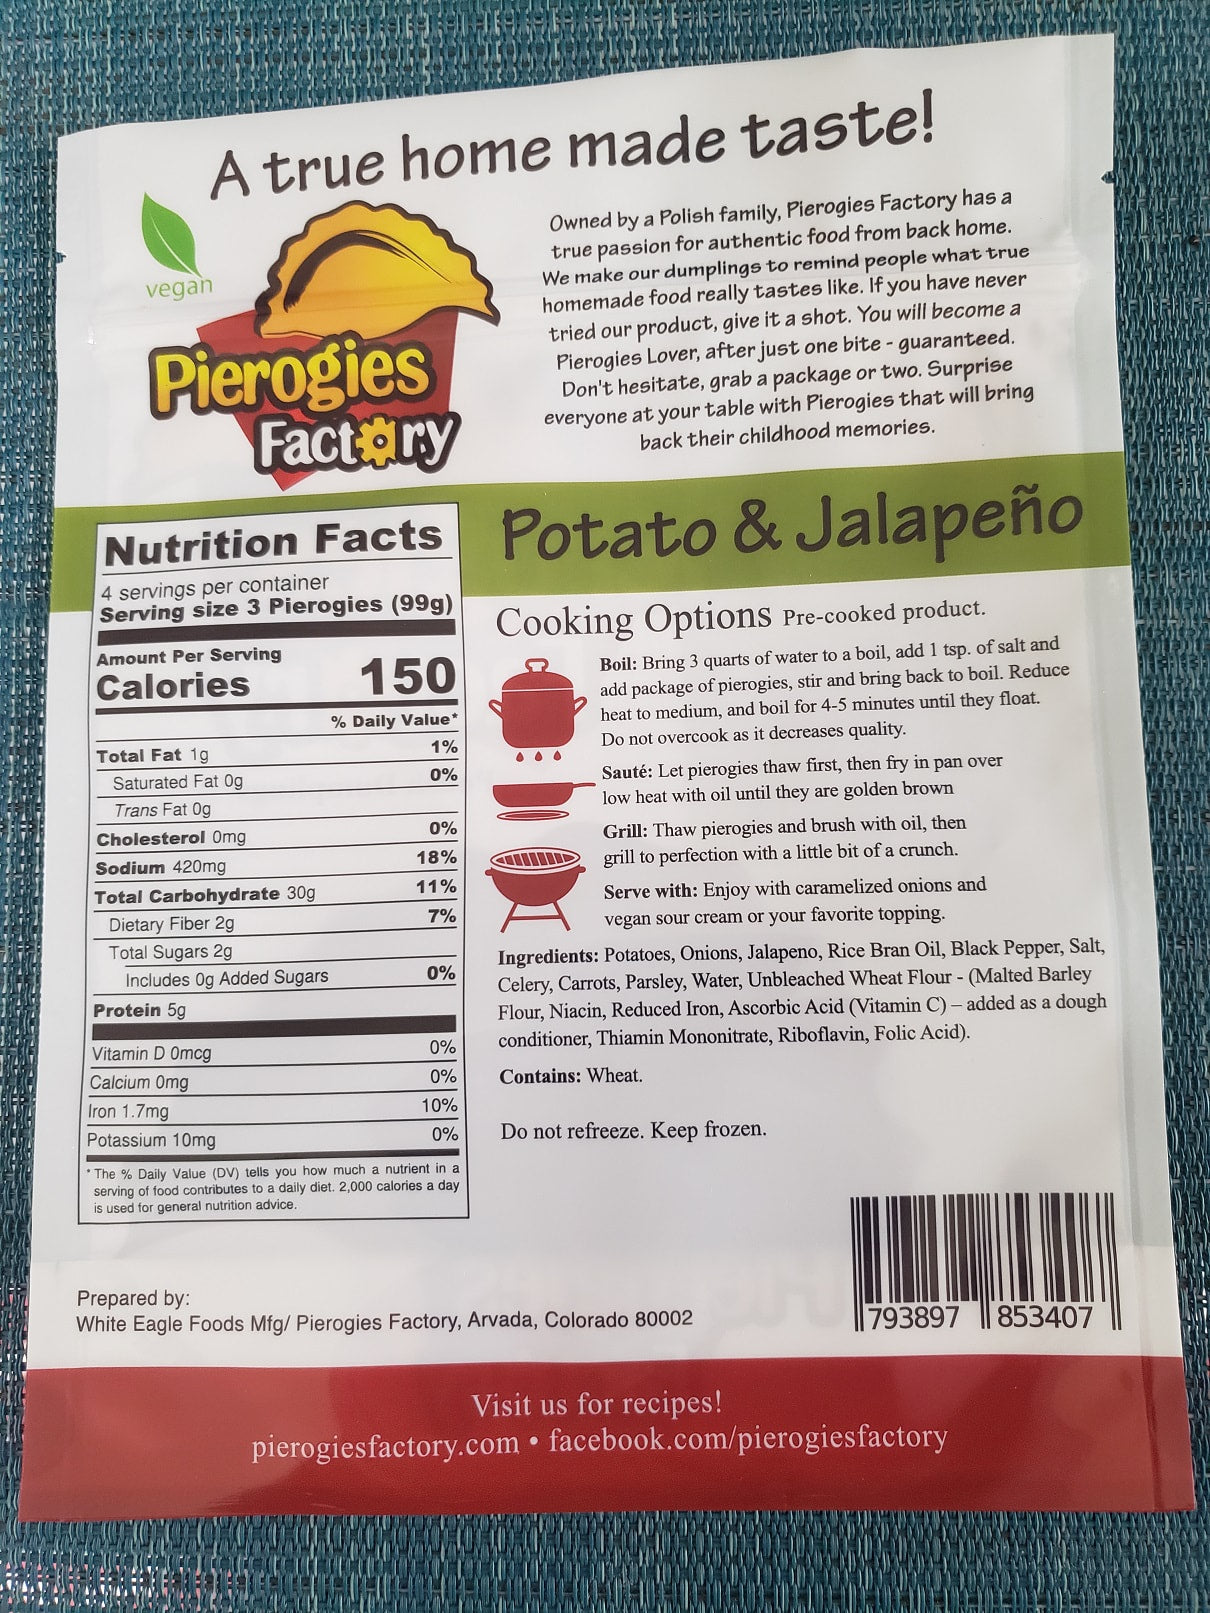 A true home made taste!
vegan
Pierogies
Factory
Owned by a Polish family, Pierogies Factory has a
true passion for authentic food from back home.
We make our dumplings to remind people what true
homemade food really tastes like. If you have never
tried our product, give it a shot. You will become a
Pierogies Lover, after just one bite - guaranteed.
Don't hesitate, grab a package or two. Surprise
everyone at your table with Pierogies that will bring
back their childhood memories.
Potato & Jalapeño
Nutrition Facts
4 servings per container
Serving size 3 Pierogies (99g)
Amount Per Serving
Calories 150
% Daily Value*
Total Fat 1g 1%
Saturated Fat 0g 0%
Trans Fat 0g
Cholesterol 0mg 0%
Sodium 420mg 18%
Total Carbohydrate 30g 11%
Dietary Fiber 2g 7%
Total Sugars 2g
Includes 0g Added Sugars 0%
Protein 5g
Vitamin D 0mcg 0%
Calcium 0mg 0%
Iron 1.7mg 10%
Potassium 10mg 0%
* The % Daily Value (DV) tells you how much a nutrient in a
serving of food contributes to a daily diet. 2,000 calories a day
is used for general nutrition advice.
Cooking Options Pre-cooked product.
Boil: Bring 3 quarts of water to a boil, add 1 tsp. of salt and
add package of pierogies, stir and bring back to boil. Reduce
heat to medium, and boil for 4-5 minutes until they float.
Do not overcook as it decreases quality.
Sauté: Let pierogies thaw first, then fry in pan over
low heat with oil until they are golden brown
Grill: Thaw pierogies and brush with oil, then
grill to perfection with a little bit of a crunch.
Serve with: Enjoy with caramelized onions and
vegan sour cream or your favorite topping.
Ingredients: Potatoes, Onions, Jalapeno, Rice Bran Oil, Black Pepper, Salt,
Celery, Carrots, Parsley, Water, Unbleached Wheat Flour - (Malted Barley
Flour, Niacin, Reduced Iron, Ascorbic Acid (Vitamin C) – added as a dough
conditioner, Thiamin Mononitrate, Riboflavin, Folic Acid).
Contains: Wheat.
Do not refreeze. Keep frozen.
Prepared by:
White Eagle Foods Mfg/ Pierogies Factory, Arvada, Colorado 80002
793897 853407
Visit us for recipes!
pierogiesfactory.com • facebook.com/pierogiesfactory